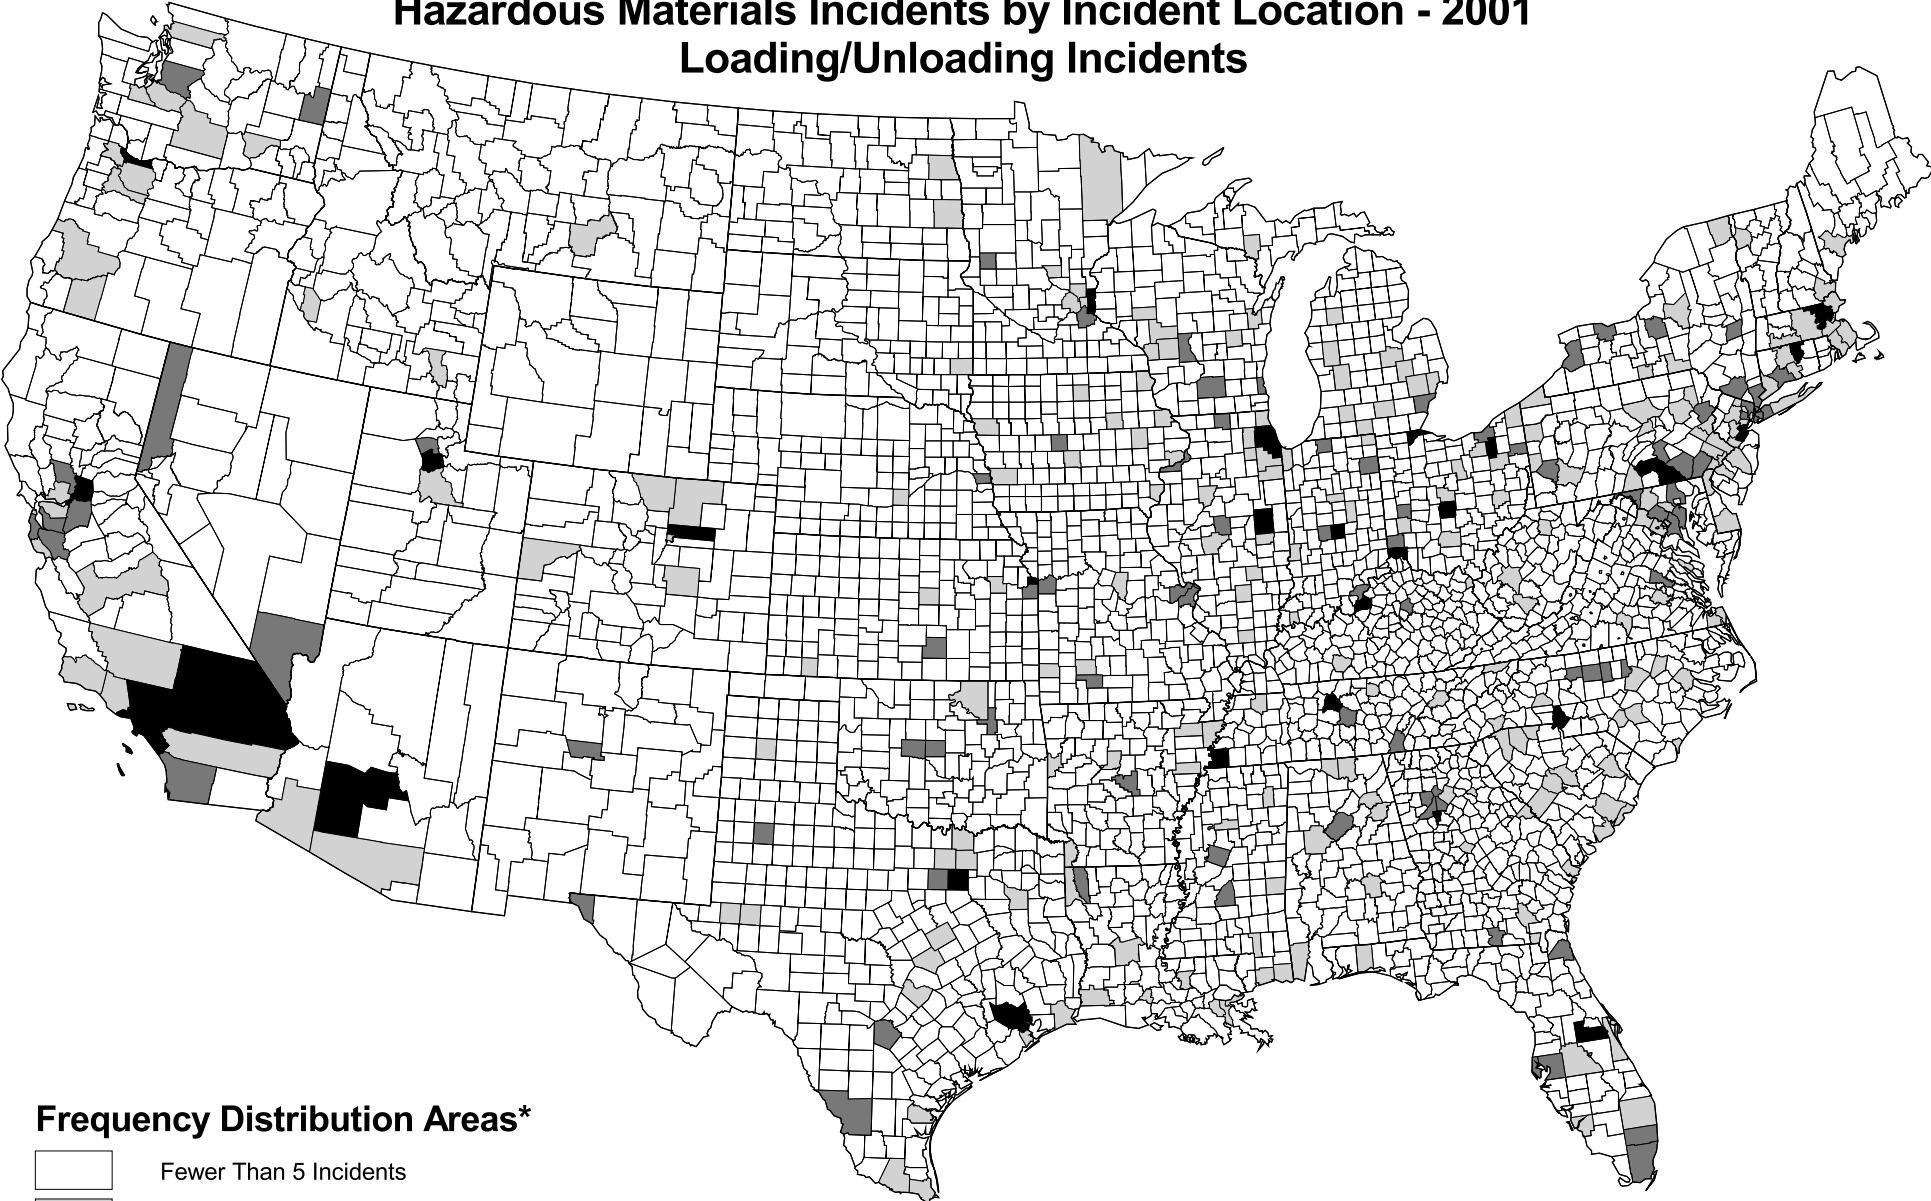 Hazardous Materials Incidents by Incident Location - 2001
Loading/Unloading Incidents
Frequency Distribution Areas*
Fewer Than 5 Incidents